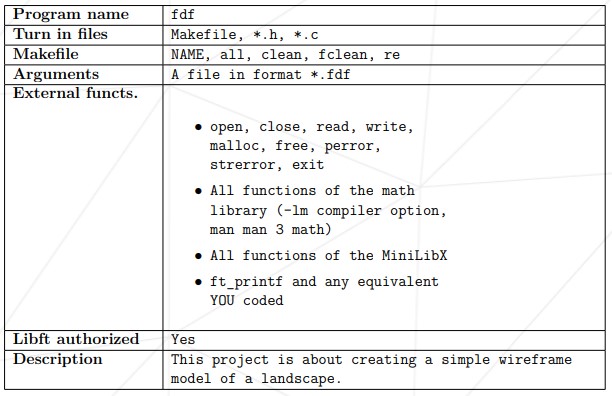 Program name fdf
Turn in files Makefile, *.h, *.c
Makefile NAME, all, clean, fclean, re
Arguments A file in format *.fdf
External functs.
• open, close, read, write,
malloc, free, perror,
strerror, exit
• All functions of the math
library (-lm compiler option,
man man 3 math)
• All functions of the MiniLibX
• ft_printf and any equivalent
YOU coded
Libft authorized Yes
Description This project is about creating a simple wireframe
model of a landscape.